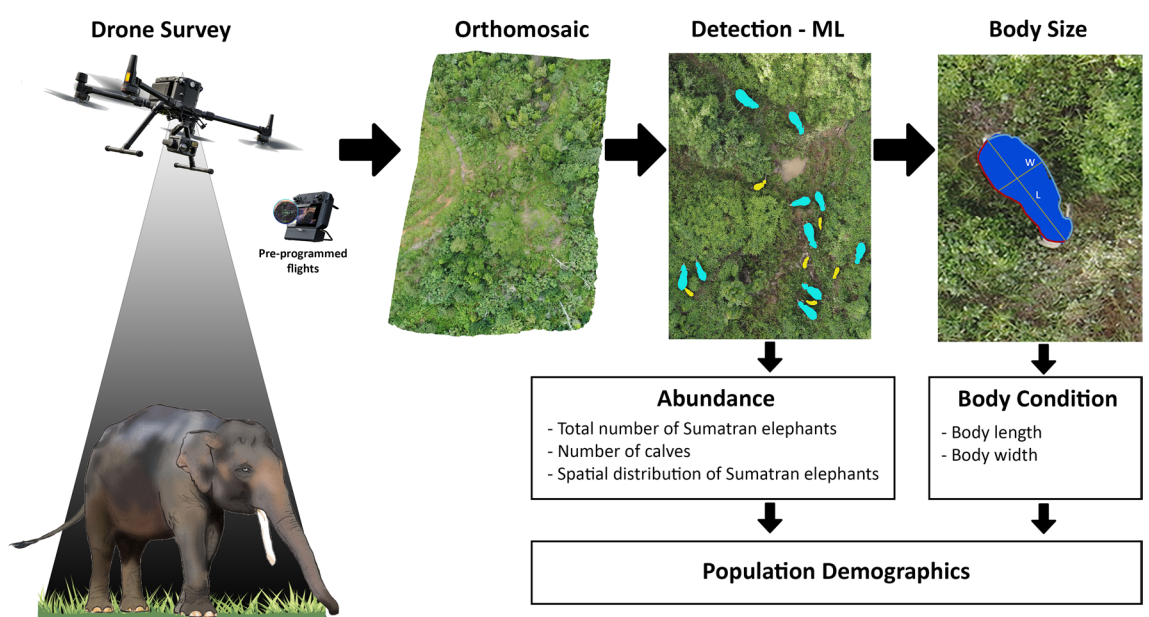 Drone Survey
Orthomosaic
Detection - ML
Body Size
Pre-programmed
flights
W
L
Abundance
- Total number of Sumatran elephants
- Number of calves
- Spatial distribution of Sumatran elephants
Body Condition
- Body length
- Body width
Population Demographics